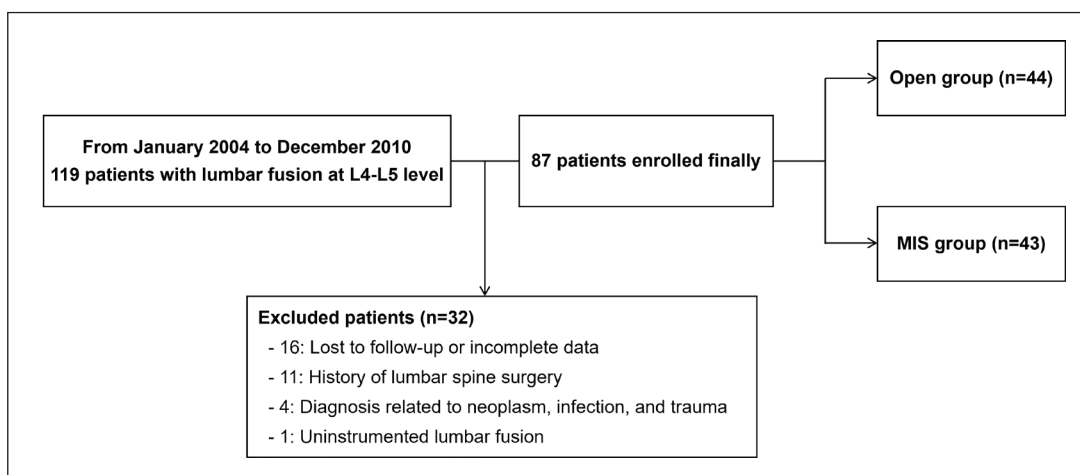 From January 2004 to December 2010
119 patients with lumbar fusion at L4-L5 level
87 patients enrolled finally
Open group (n=44)
MIS group (n=43)
Excluded patients (n=32)
- 16: Lost to follow-up or incomplete data
- 11: History of lumbar spine surgery
- 4: Diagnosis related to neoplasm, infection, and trauma
- 1: Uninstrumented lumbar fusion